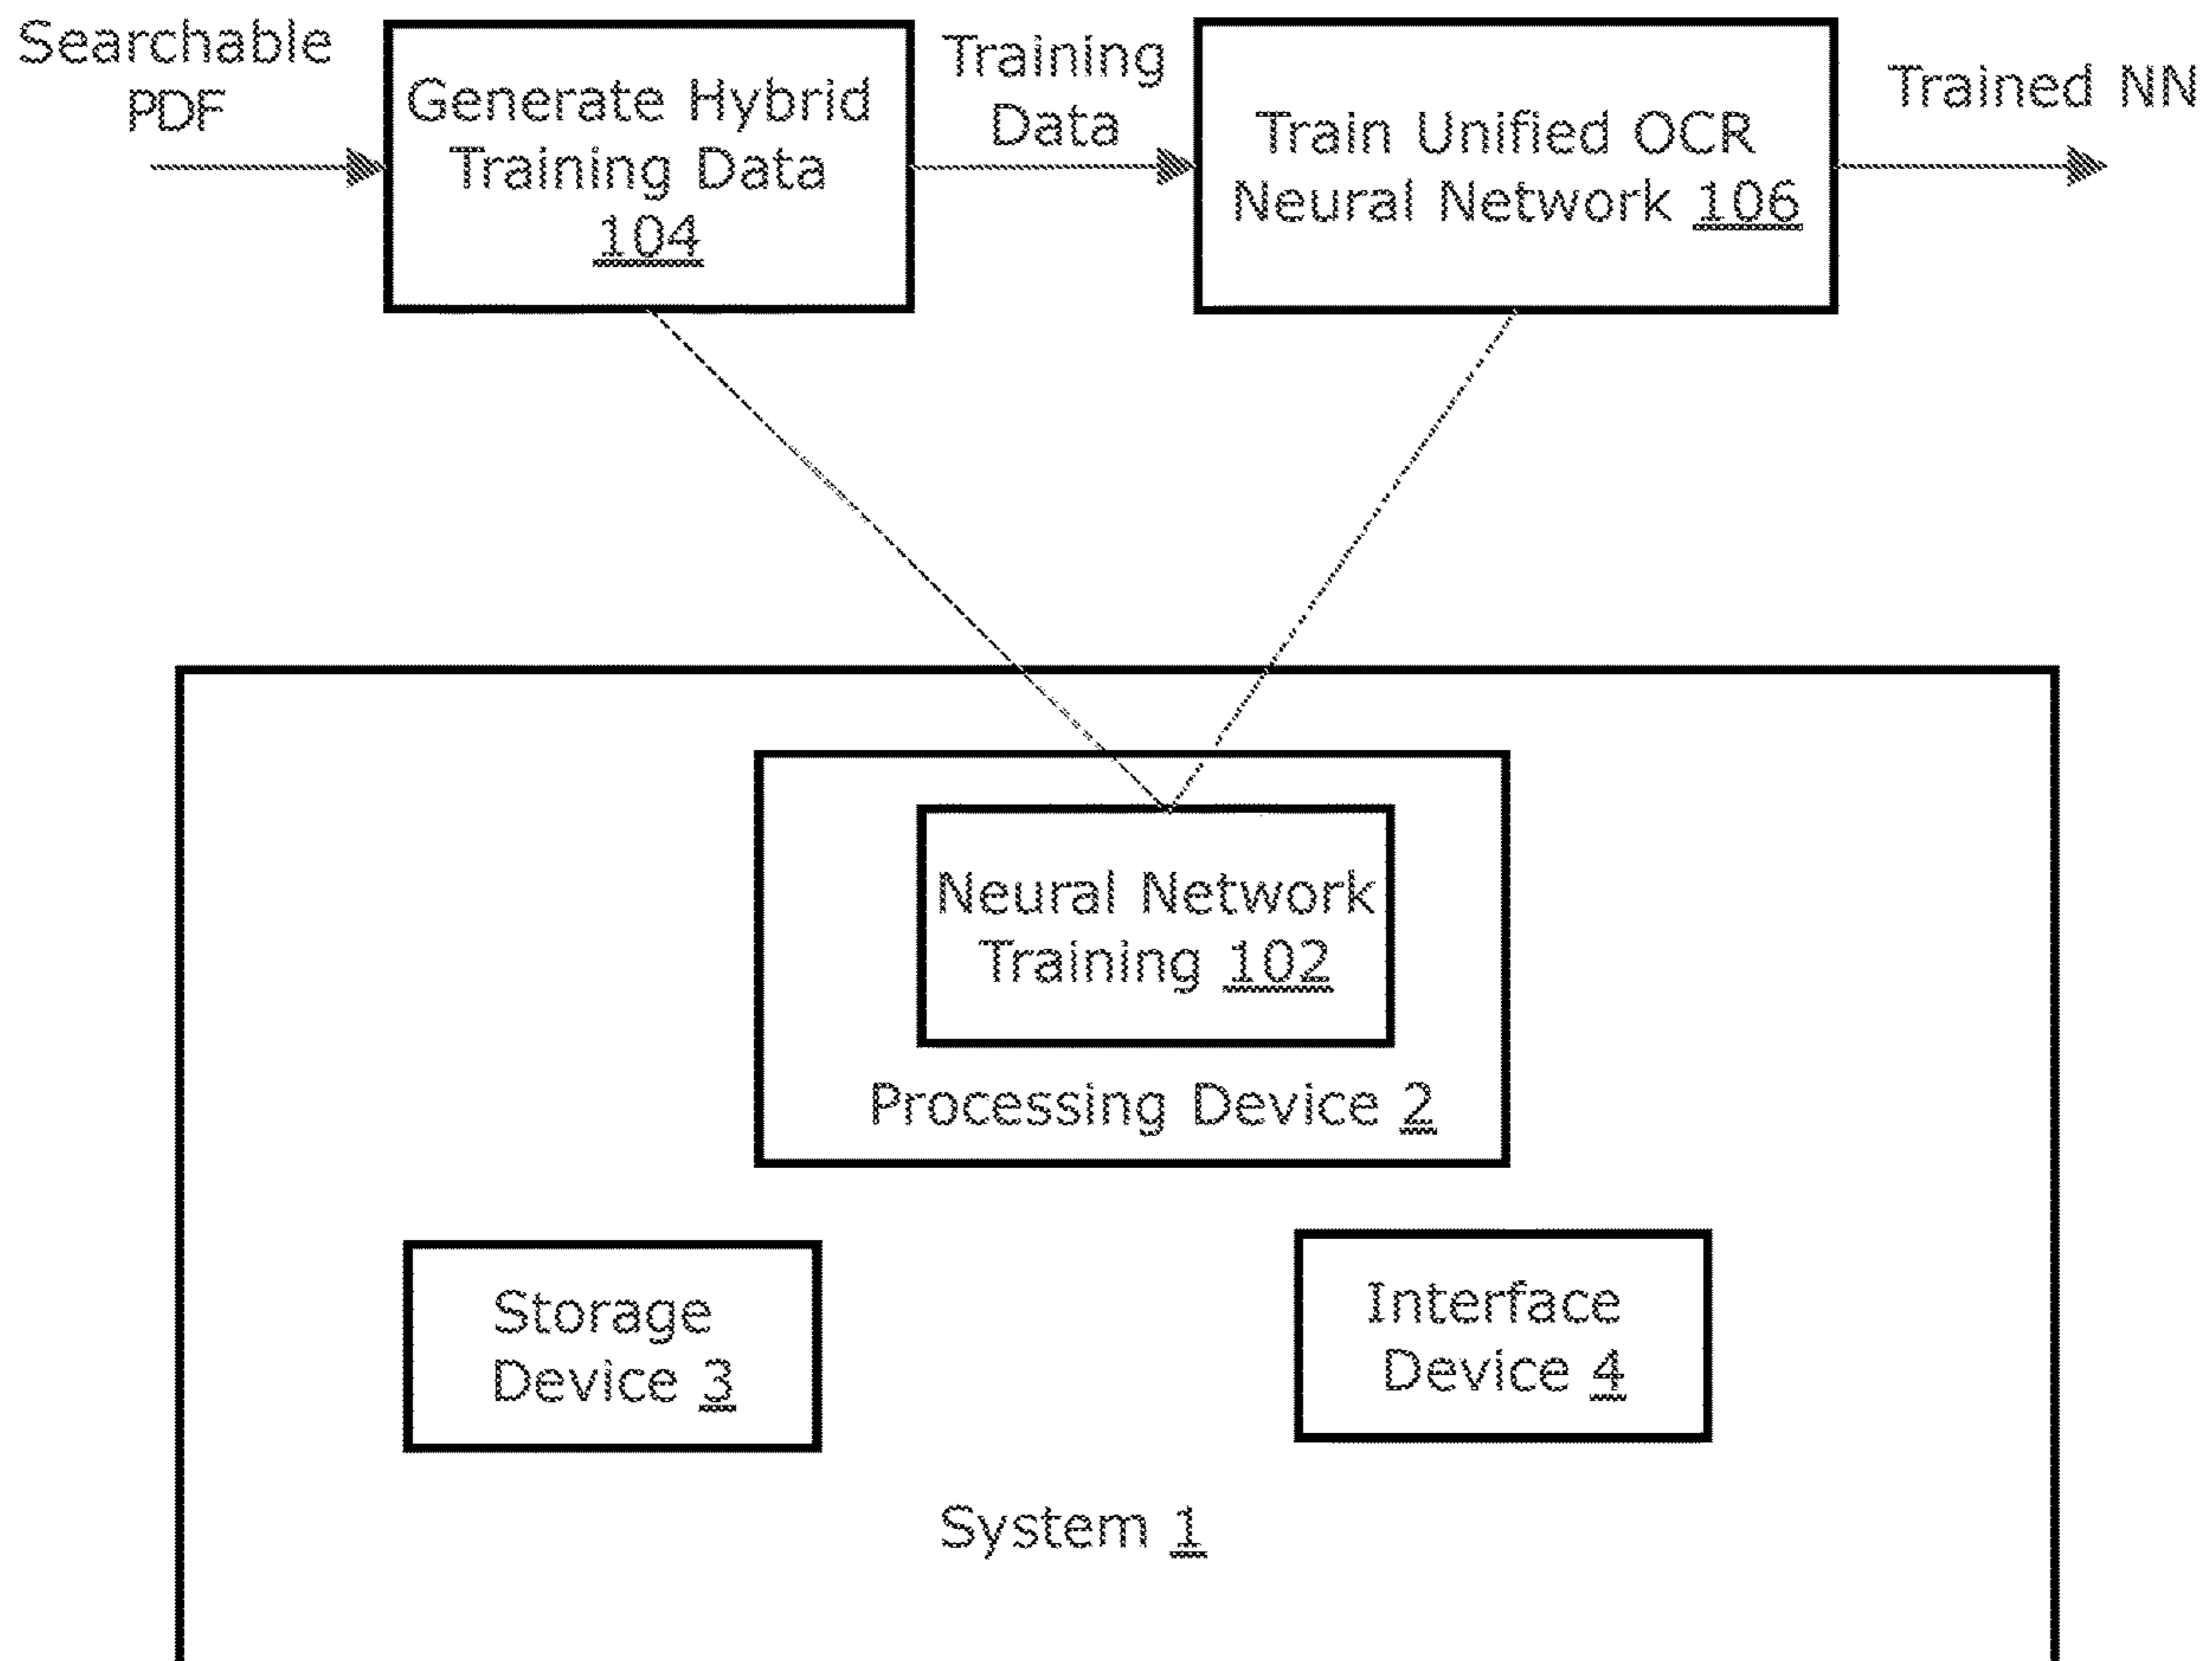 Searchable
PDF
Generate Hybrid
Training Data
104
Training
Data
Train Unified OCR
Neural Network 106
Trained NN
Neural Network
Training 102
Processing Device 2
Storage
Device 3
Interface
Device 4
System 1